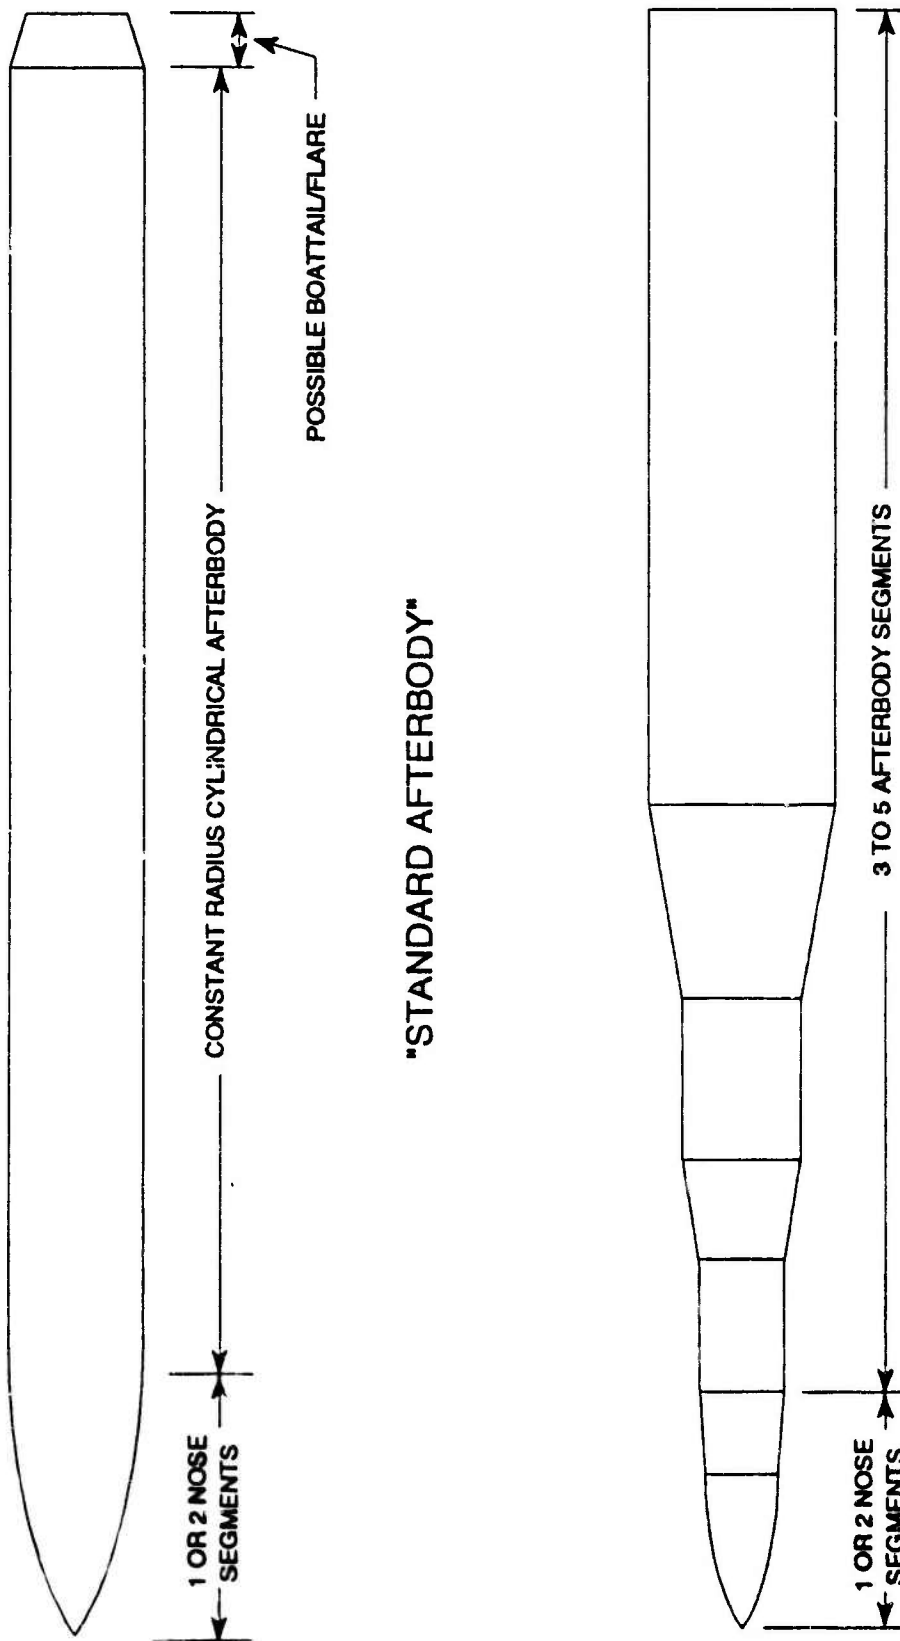 1 OR 2 NOSE
SEGMENTS
CONSTANT RADIUS CYLINDRICAL AFTERBODY
POSSIBLE BOATTAIL/FLARE
"STANDARD AFTERBODY"
1 OR 2 NOSE
SEGMENTS
3 TO 5 AFTERBODY SEGMENTS